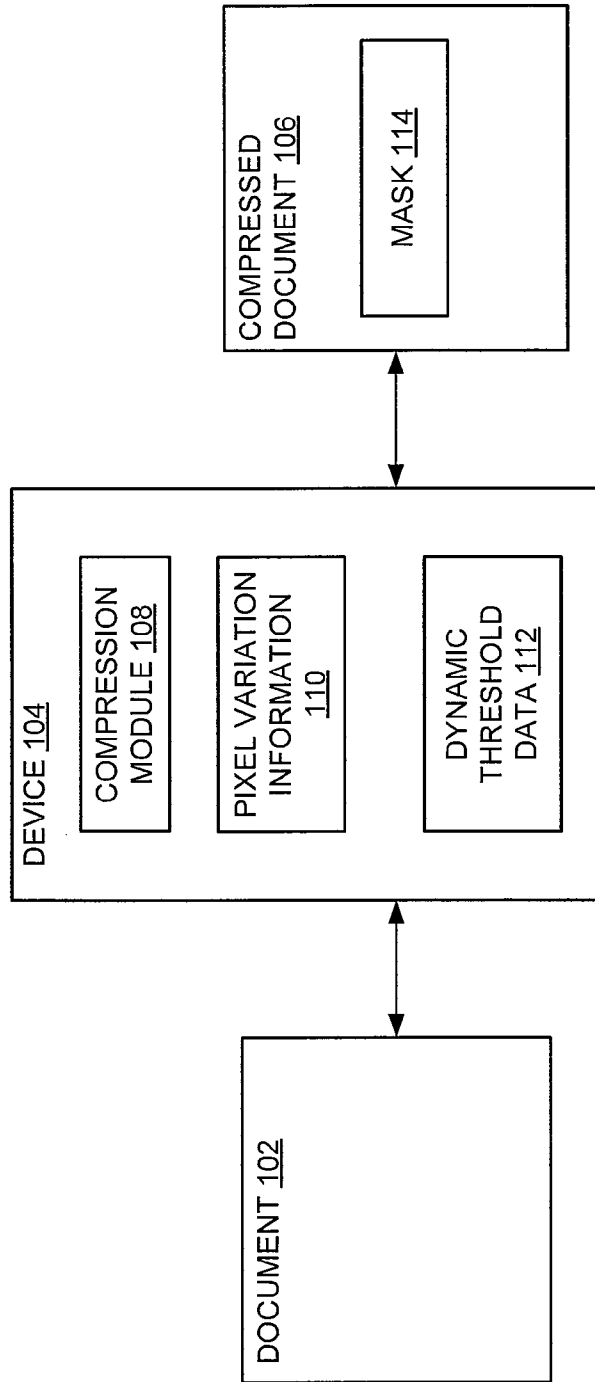 DOCUMENT 102
DEVICE 104
COMPRESSION
MODULE 108
PIXEL VARIATION
INFORMATION
110
DYNAMIC
THRESHOLD
DATA 112
COMPRESSED
DOCUMENT 106
MASK 114